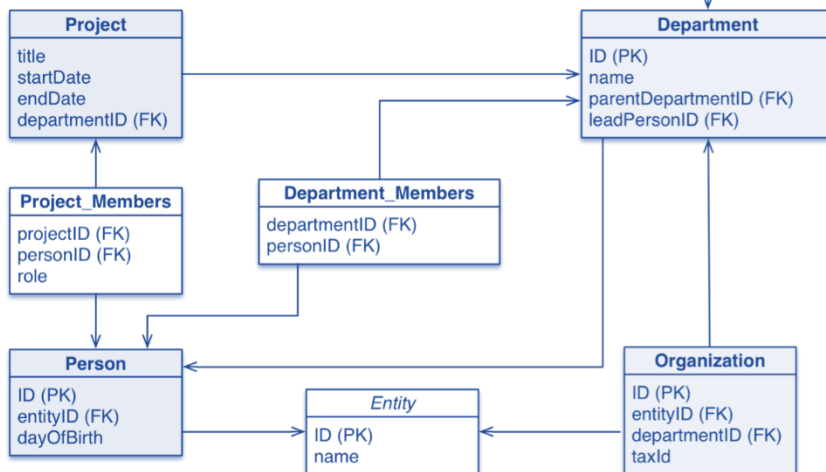 Project
title
startDate
endDate
departmentID (FK)
Department
ID (PK)
name
parentDepartmentID (FK)
leadPersonID (FK)
Project_Members
projectID (FK)
personID (FK)
role
Department_Members
departmentID (FK)
personID (FK)
Person
ID (PK)
entityID (FK)
dayOfBirth
Entity
ID (PK)
name
Organization
ID (PK)
entityID (FK)
departmentID (FK)
taxId